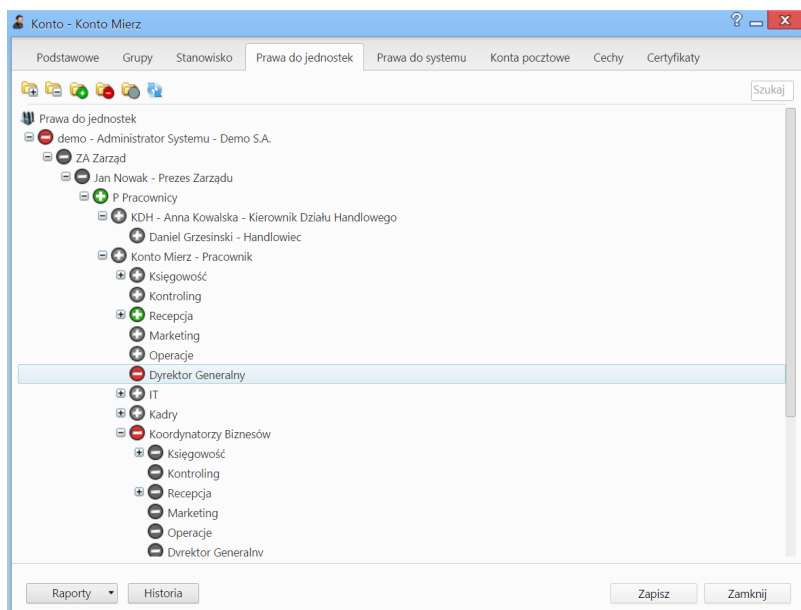 Konto - Konto Mierz
?
Podstawowe Grupy Stanowisko Prawa do jednostek Prawa do systemu Konta pocztowe Cechy Certyfikaty
Szukaj
Prawa do jednostek
demo - Administrator Systemu - Demo S.A.
ZA Zarząd
Jan Nowak - Prezes Zarządu
P Pracownicy
KDH - Anna Kowalska - Kierownik Działu Handlowego
Daniel Grzesinski - Handlowiec
Konto Mierz - Pracownik
Księgowość
Kontroling
Recepcja
Marketing
Operacje
Dyrektor Generalny
IT
Kadry
Koordynatorzy Biznesów
Księgowość
Kontroling
Recepcja
Marketing
Operacje
Dyrektor Generalny
Raporty Historia Zapisz Zamknij